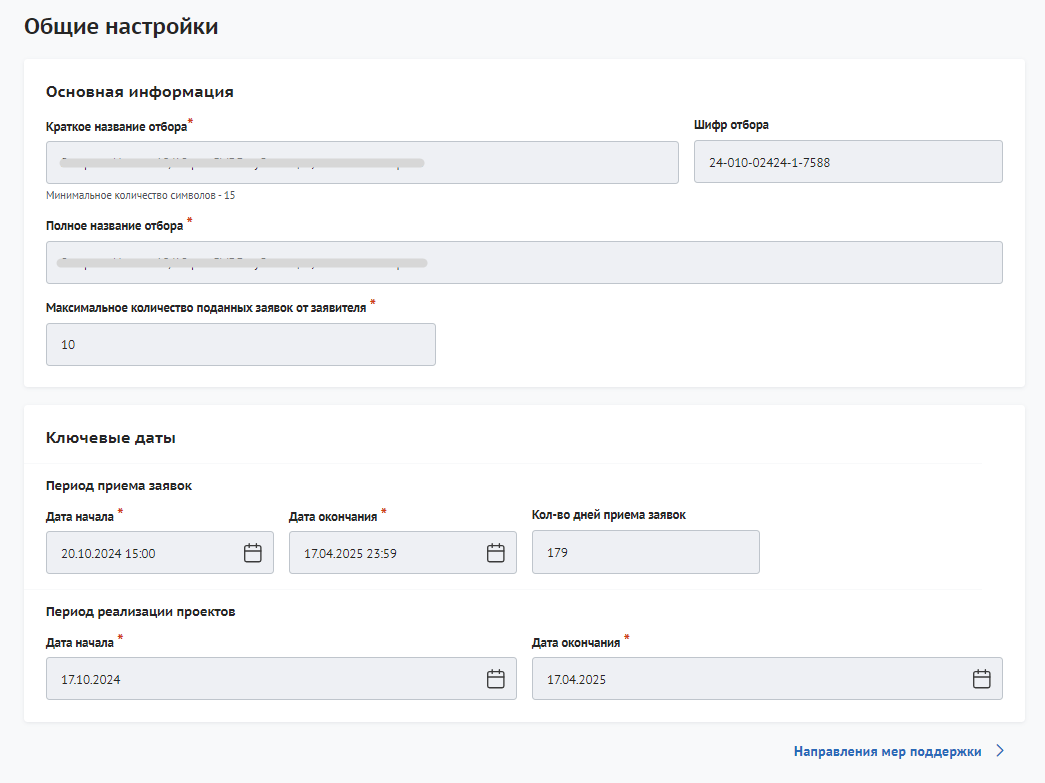 Общие настройки
Основная информация
Краткое название отбора*
Шифр отбора
24-010-02424-1-7588
Минимальное количество символов - 15
Полное название отбора *
Максимальное количество поданных заявок от заявителя *
10
Ключевые даты
Период приема заявок
Дата начала *
Дата окончания *
Кол-во дней приема заявок
20.10.2024 15:00
17.04.2025 23:59
179
Период реализации проектов
Дата начала *
Дата окончания *
17.10.2024
17.04.2025
Направления мер поддержки